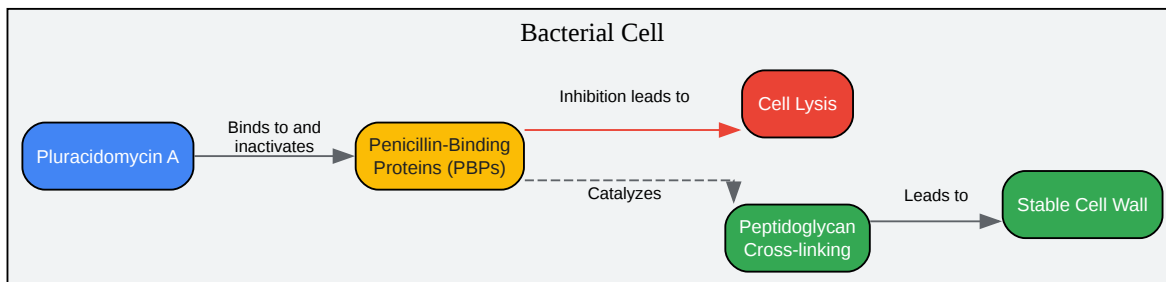 Bacterial Cell
Pluracidomycin A
Binds to and
inactivates
Penicillin-Binding
Proteins (PBPs)
Inhibition leads to
Cell Lysis
Catalyzes
Peptidoglycan
Cross-linking
Leads to
Stable Cell Wall